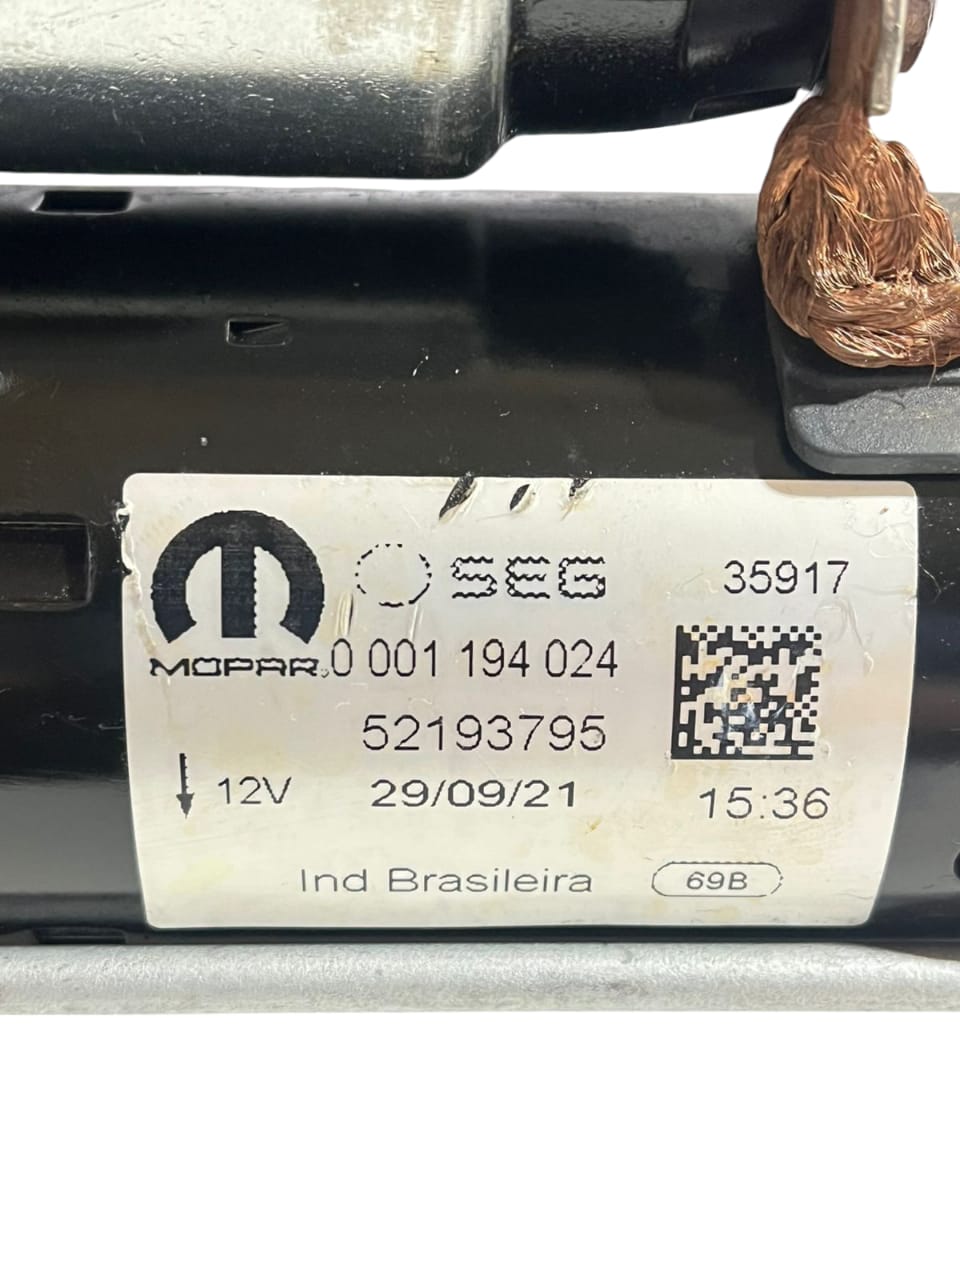 SEG 35917
MOPAR 0 001 194 024
52193795
12V 29/09/21 15:36
Ind Brasileira 69B